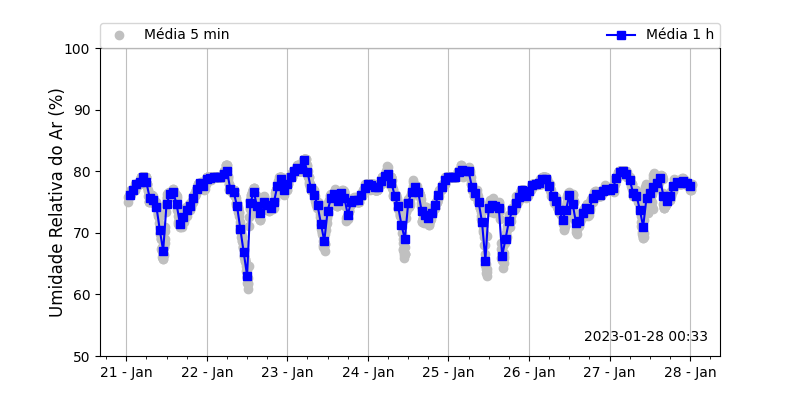 Média 5 min
Média 1 h
Umidade Relativa do Ar (%)
100
90
80
70
60
50
2023-01-28 00:33
21 - Jan
22 - Jan
23 - Jan
24 - Jan
25 - Jan
26 - Jan
27 - Jan
28 - Jan